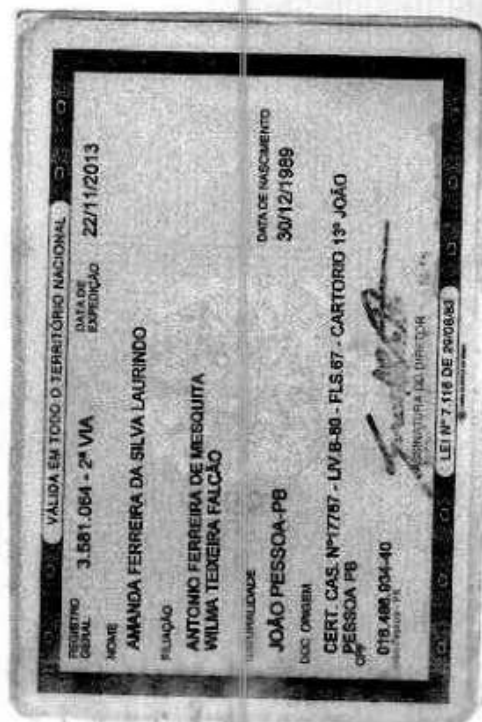 VÁLIDA EM TODO O TERRITÓRIO NACIONAL
REGISTRO GERAL 3.581.064 - 2ª VIA DATA DE EXPEDIÇÃO 22/11/2013
NOME
AMANDA FERREIRA DA SILVA LAURINDO
FILIAÇÃO
ANTONIO FERREIRA DE MESQUITA
WILMA TEIXEIRA FALCÃO
NATURALIDADE DATA DE NASCIMENTO
JOÃO PESSOA-PB 30/12/1989
DOC. ORIGEM
CERT. CAS. Nº17767 - LIV.B-80 - FLS.67 - CARTORIO 13º JOÃO
PESSOA PB
CPF
018.486.934-40
ASSINATURA DO DIRETOR
LEI Nº 7.116 DE 29/08/83